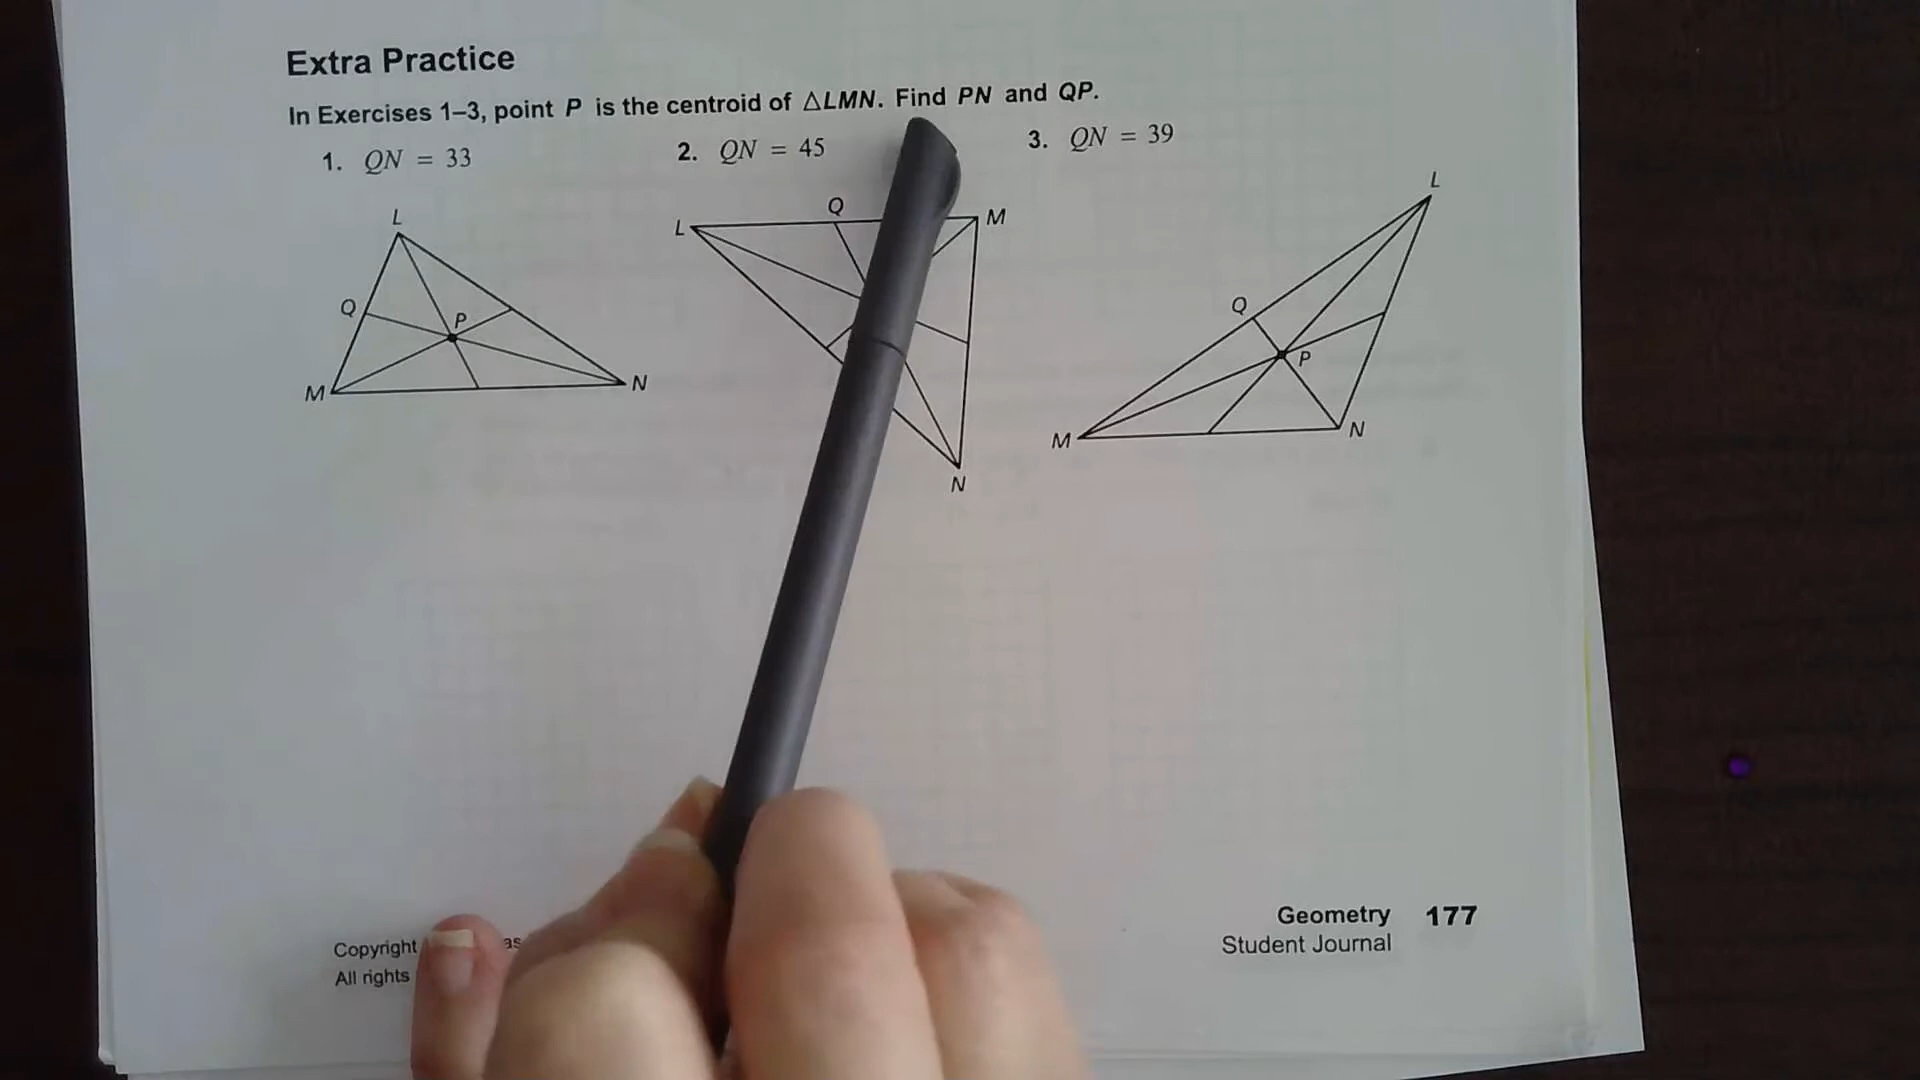 Extra Practice
In Exercises 1–3, point P is the centroid of △LMN. Find PN and QP.
1. QN = 33
2. QN = 45
3. QN = 39
L
Q
P
M
N
L
Q
M
N
L
Q
P
M
N
Geometry 177
Student Journal
Copyright
All rights